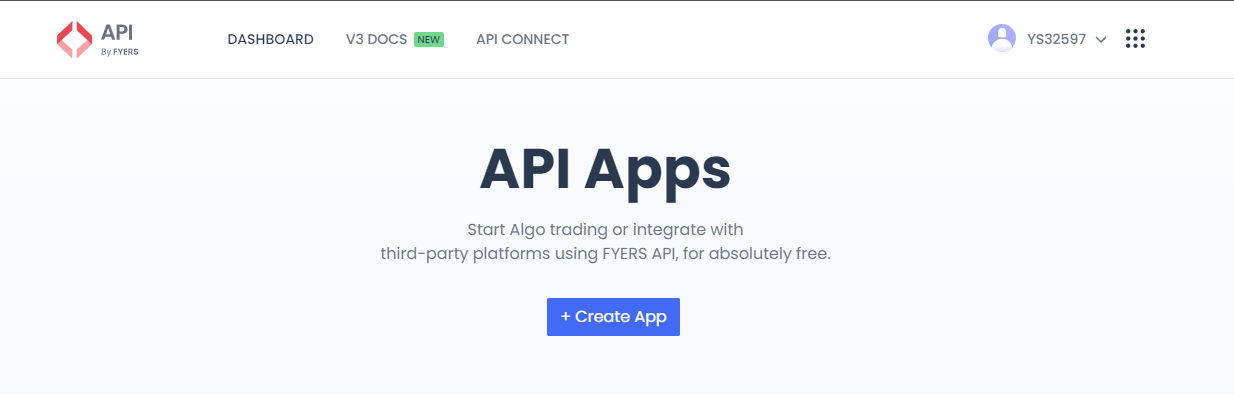 API
By FYERS
DASHBOARD
V3 DOCS NEW
API CONNECT
YS32597
API Apps
Start Algo trading or integrate with
third-party platforms using FYERS API, for absolutely free.
+ Create App